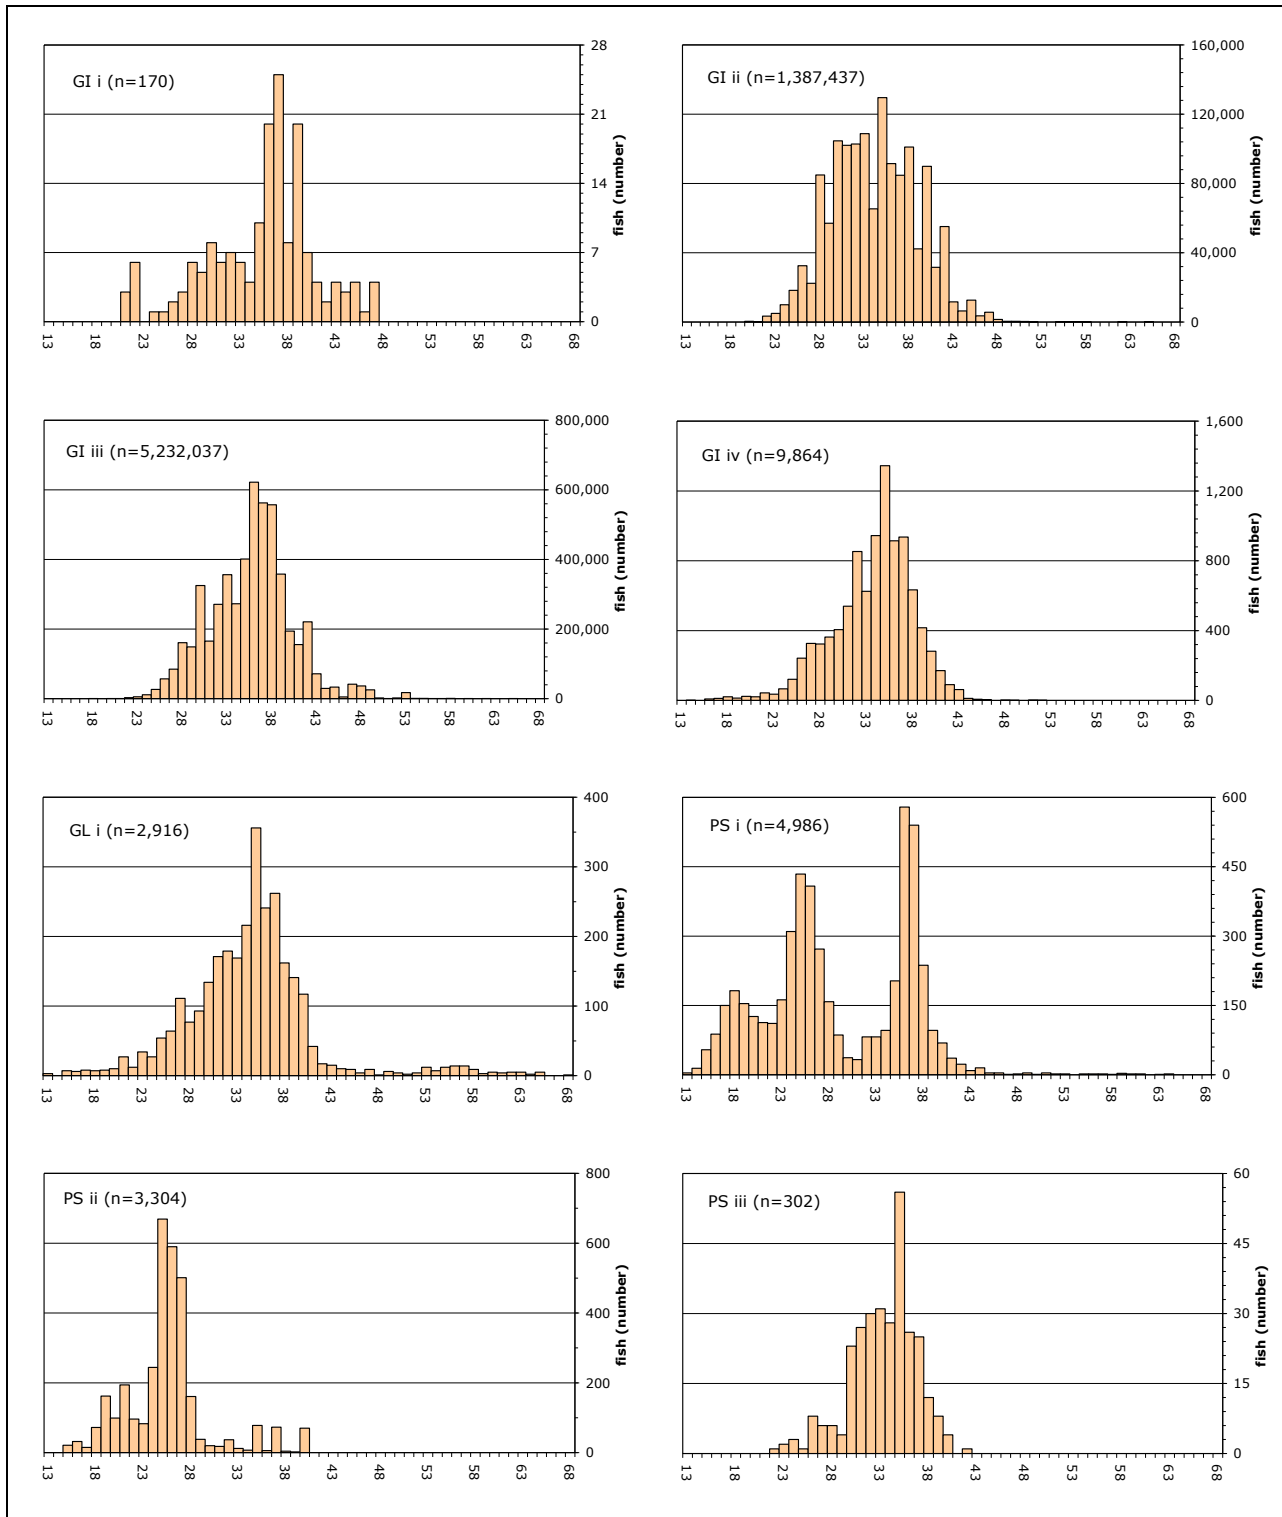 GI i (n=170)
28
21
14
7
0
fish (number)
13 18 23 28 33 38 43 48 53 58 63 68
GI ii (n=1,387,437)
160,000
120,000
80,000
40,000
0
fish (number)
13 18 23 28 33 38 43 48 53 58 63 68
GI iii (n=5,232,037)
800,000
600,000
400,000
200,000
0
fish (number)
13 18 23 28 33 38 43 48 53 58 63 68
GI iv (n=9,864)
1,600
1,200
800
400
0
fish (number)
13 18 23 28 33 38 43 48 53 58 63 68
GL i (n=2,916)
400
300
200
100
0
fish (number)
13 18 23 28 33 38 43 48 53 58 63 68
PS i (n=4,986)
600
450
300
150
0
fish (number)
13 18 23 28 33 38 43 48 53 58 63 68
PS ii (n=3,304)
800
600
400
200
0
fish (number)
13 18 23 28 33 38 43 48 53 58 63 68
PS iii (n=302)
60
45
30
15
0
fish (number)
13 18 23 28 33 38 43 48 53 58 63 68